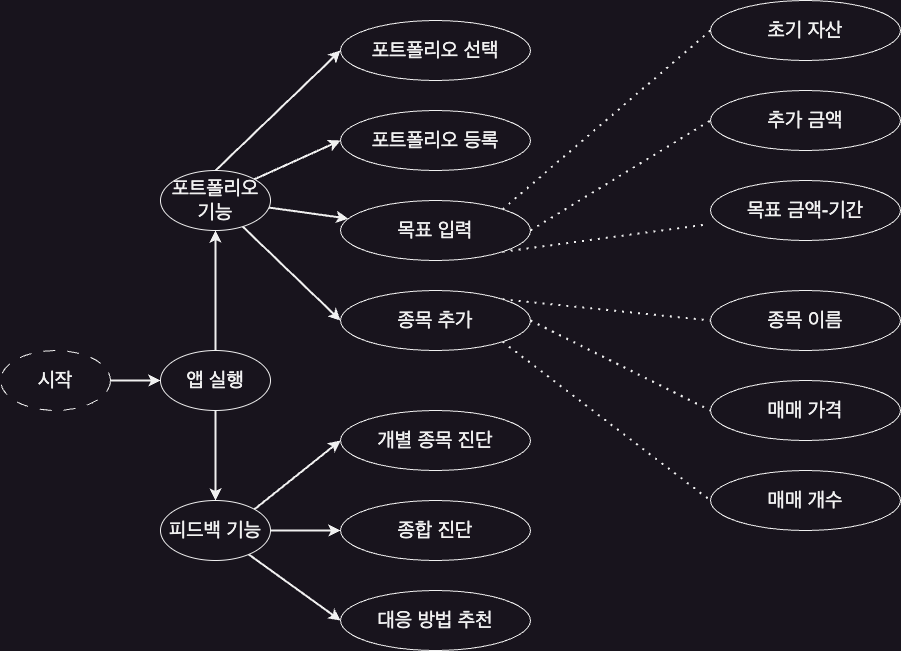 초기 자산
포트폴리오 선택
추가 금액
포트폴리오 등록
포트폴리오
기능
목표 금액-기간
목표 입력
종목 추가
종목 이름
시작
앱 실행
매매 가격
개별 종목 진단
매매 개수
피드백 기능
종합 진단
대응 방법 추천